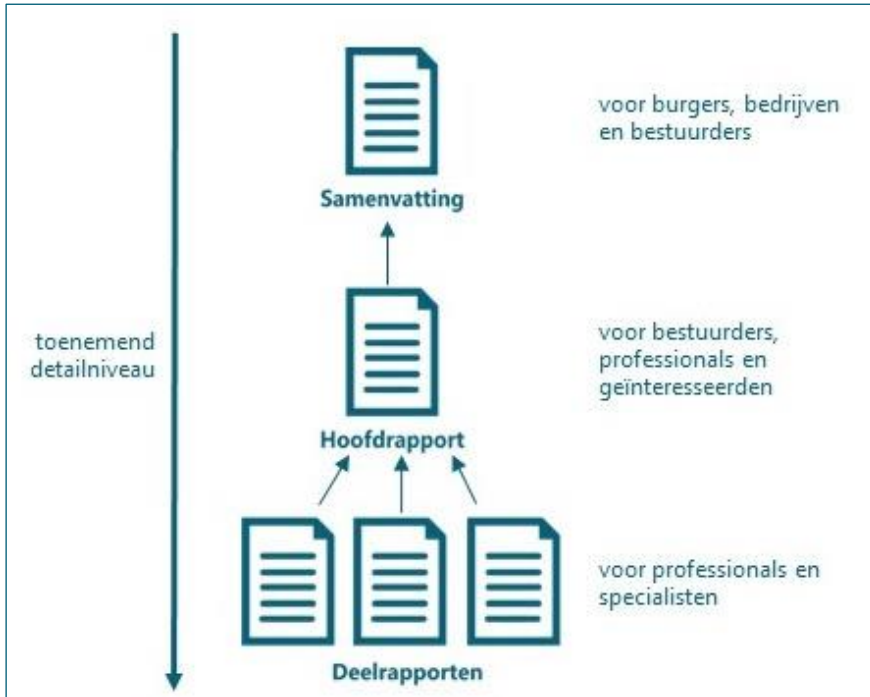 voor burgers, bedrijven
en bestuurders
Samenvatting
toenemend
detailniveau
voor bestuurders,
professionals en
geïnteresseerden
Hoofdrapport
voor professionals en
specialisten
Deelrapporten